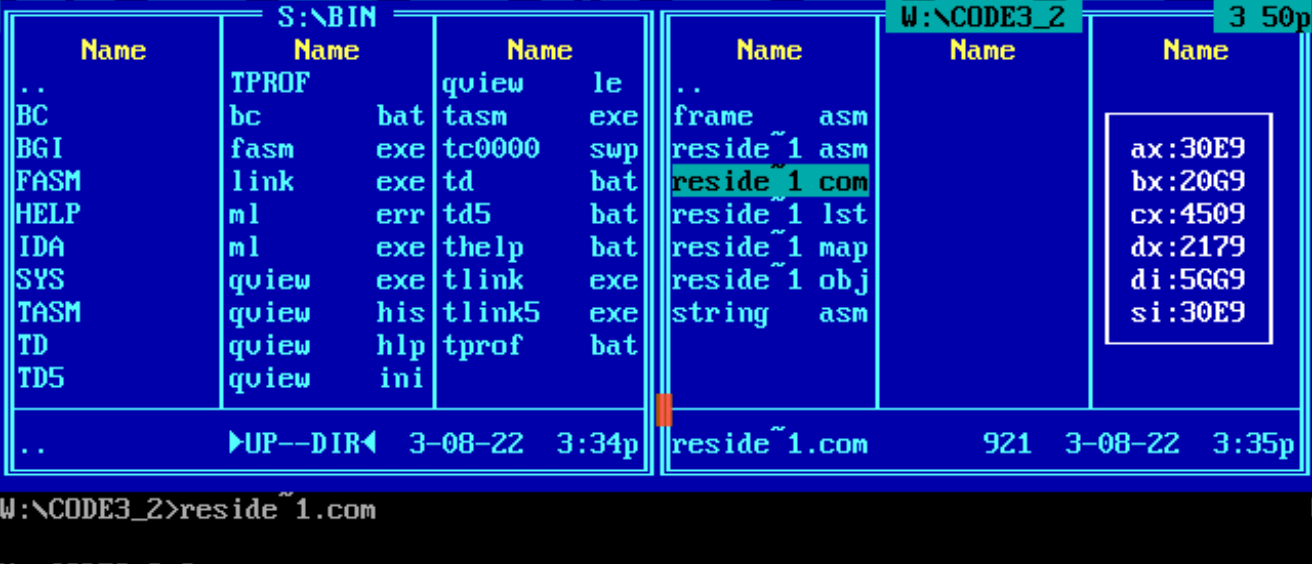 S:\BIN W:\CODE3_2 3 50p
Name Name Name Name Name Name
.. TPROF qview le ..
BC bc bat tasm exe frame asm
BGI fasm exe tc0000 swp reside~1 asm ax:30E9
FASM link exe td bat reside~1 com bx:20G9
HELP ml err td5 bat reside~1 lst cx:4509
IDA ml exe thelp bat reside~1 map dx:2179
SYS qview exe tlink exe reside~1 obj di:5GG9
TASM qview his tlink5 exe string asm si:30E9
TD qview hlp tprof bat
TD5 qview ini
.. ►UP--DIR◄ 3-08-22 3:34p reside~1.com 921 3-08-22 3:35p
W:\CODE3_2>reside~1.com